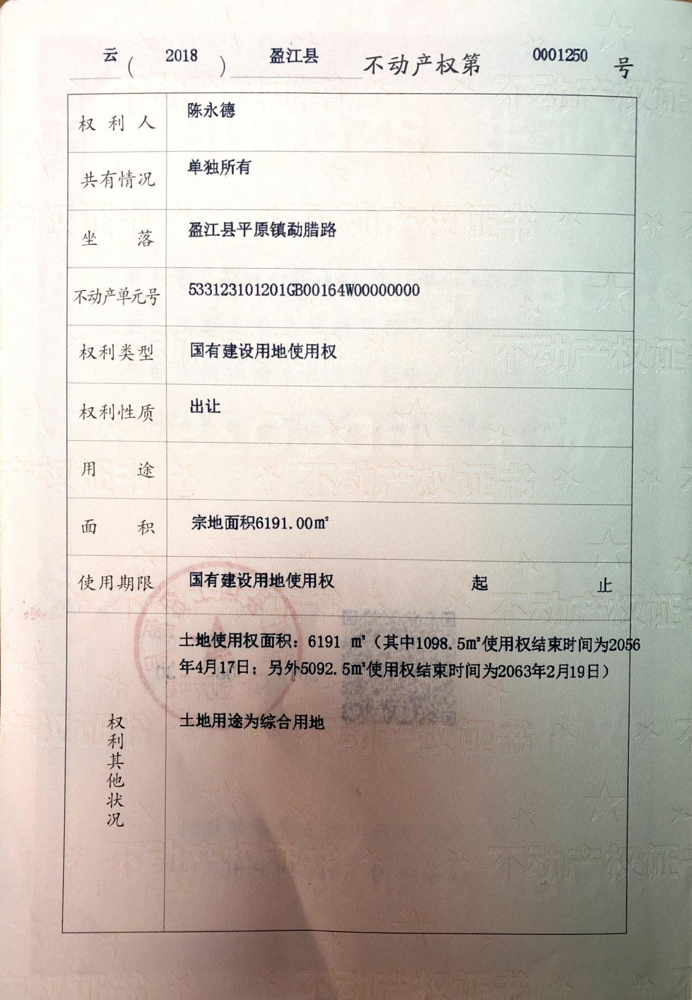 云（2018）盈江县不动产权第0001250号
权利人 陈永德
共有情况 单独所有
坐落 盈江县平原镇勐腊路
不动产单元号 533123101201GB00164W00000000
权利类型 国有建设用地使用权
权利性质 出让
用途
面积 宗地面积6191.00㎡
使用期限 国有建设用地使用权 起 止
权利其他状况
土地使用权面积：6191 ㎡（其中1098.5㎡使用权结束时间为2056
年4月17日；另外5092.5㎡使用权结束时间为2063年2月19日）
土地用途为综合用地